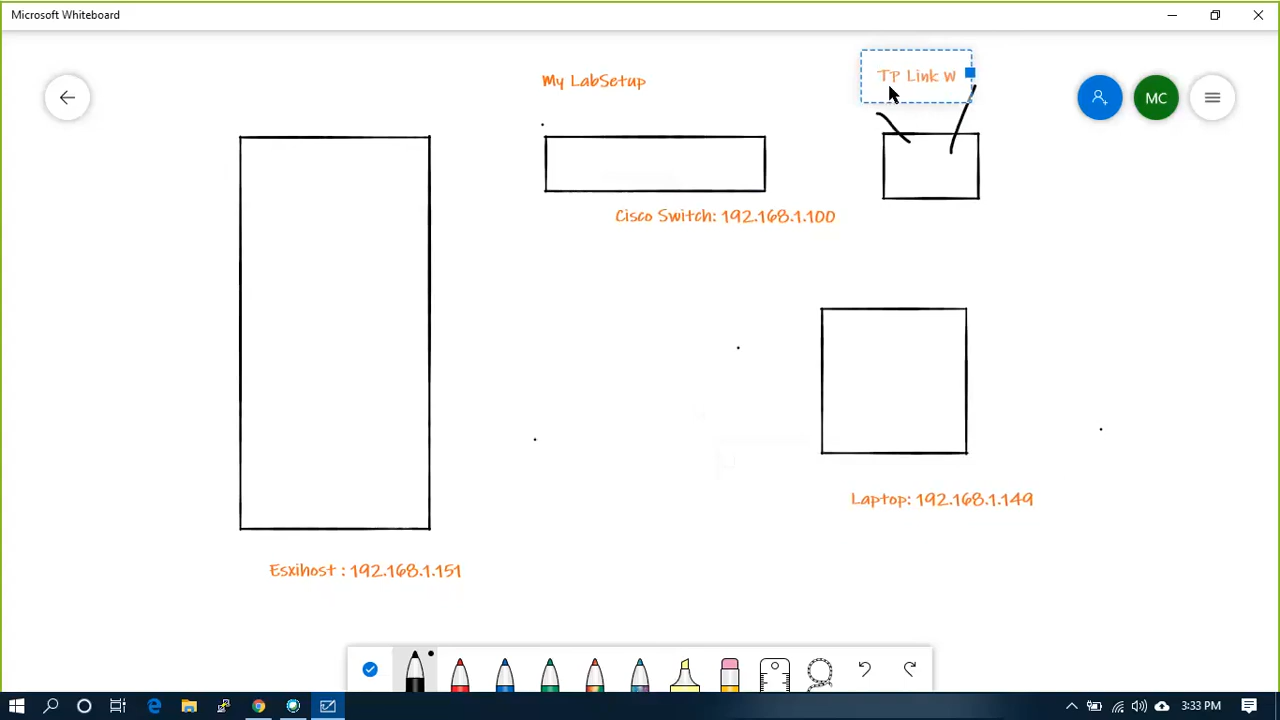 Microsoft Whiteboard
My LabSetup
Tp Link W
MC
Cisco Switch: 192.168.1.100
Laptop: 192.168.1.149
Esxihost : 192.168.1.151
3:33 PM